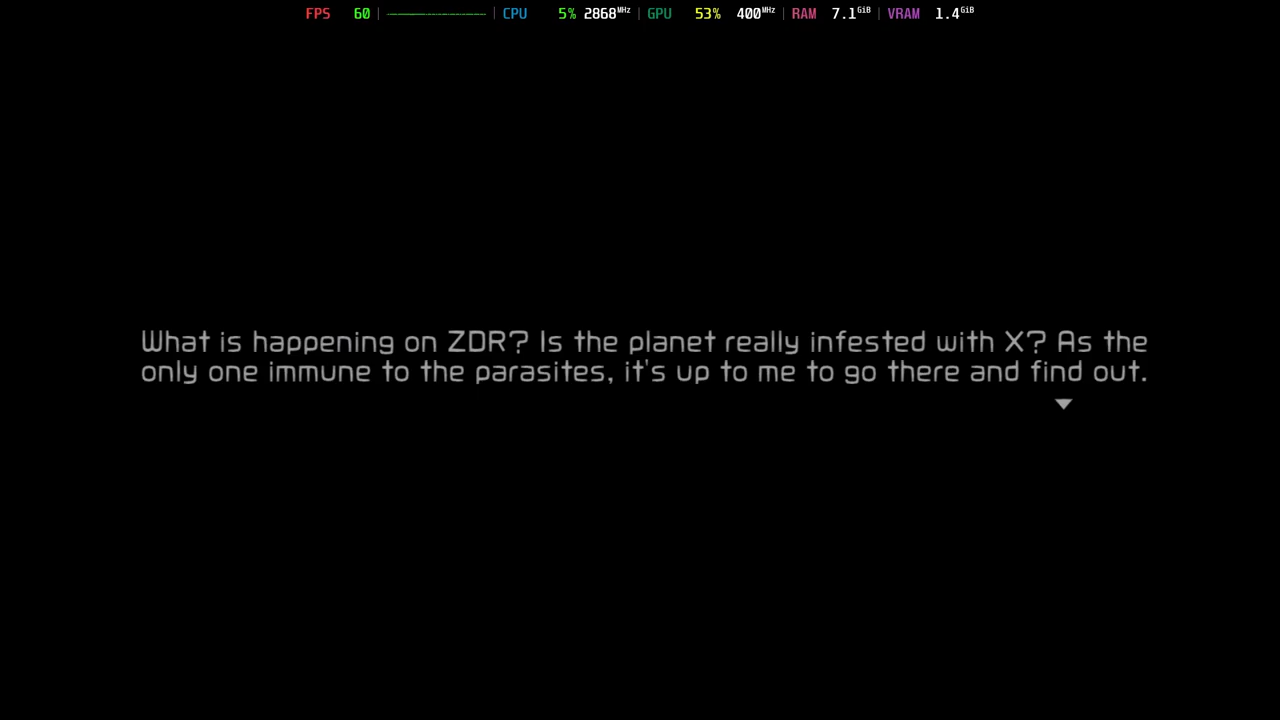 FPS 60 | CPU 5% 2868MHz | GPU 53% 400MHz | RAM 7.1GiB | VRAM 1.4GiB
What is happening on ZDR? Is the planet really infested with X? As the
only one immune to the parasites, it's up to me to go there and find out.